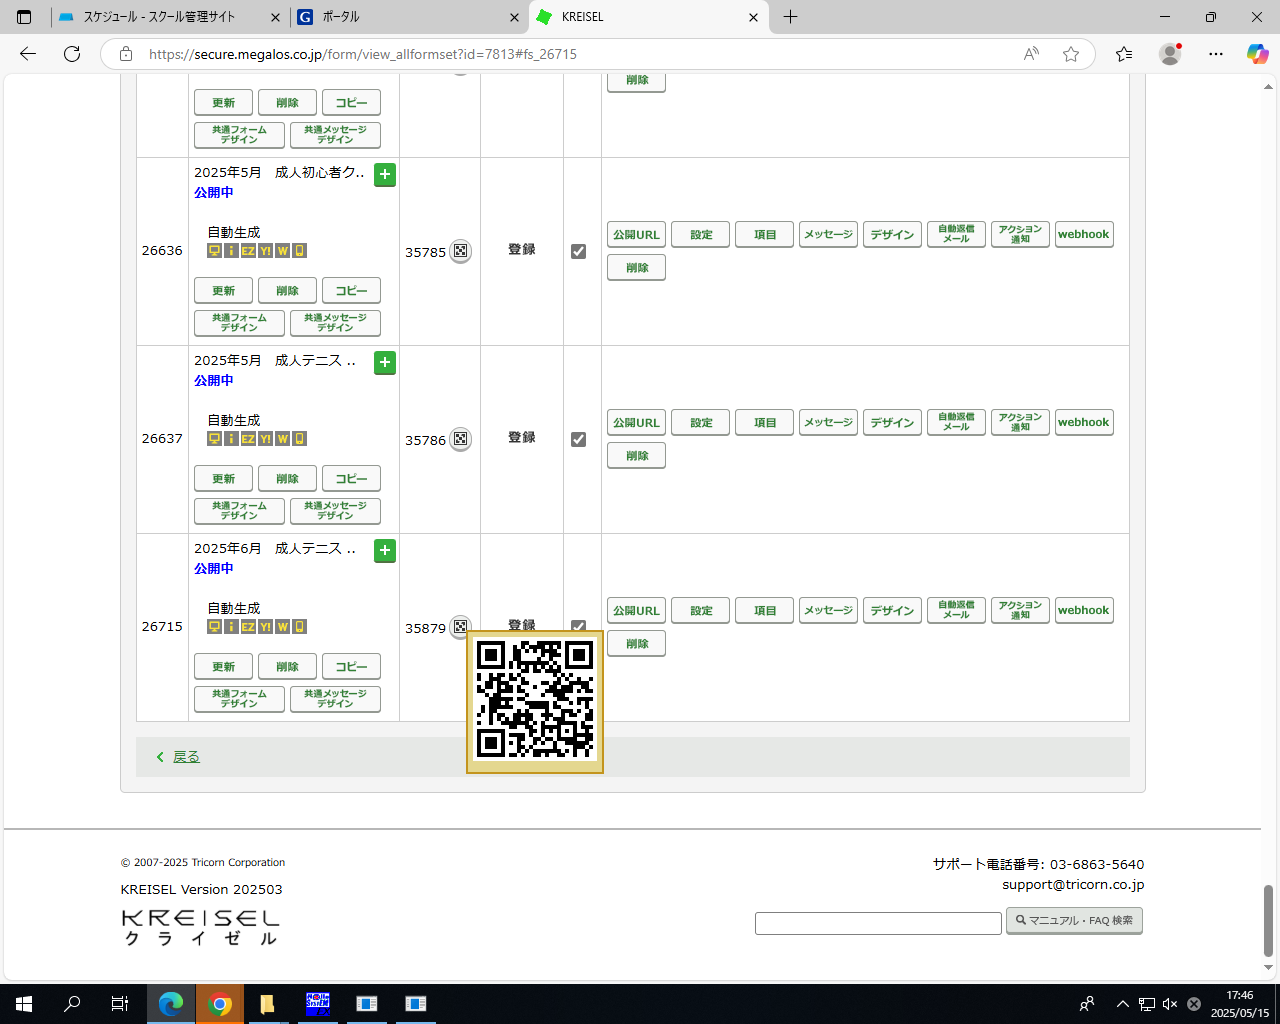 スケジュール - スクール管理サイト
ポータル
KREISEL
https://secure.megalos.co.jp/form/view_allformset?id=7813#fs_26715
削除
更新 削除 コピー
共通フォームデザイン 共通メッセージデザイン
2025年5月　成人初心者ク..
公開中
26636 自動生成 35785 登録 公開URL 設定 項目 メッセージ デザイン 自動返信メール アクション通知 webhook
EZ Y! W
削除
更新 削除 コピー
共通フォームデザイン 共通メッセージデザイン
2025年5月　成人テニス ..
公開中
26637 自動生成 35786 登録 公開URL 設定 項目 メッセージ デザイン 自動返信メール アクション通知 webhook
EZ Y! W
削除
更新 削除 コピー
共通フォームデザイン 共通メッセージデザイン
2025年6月　成人テニス ..
公開中
26715 自動生成 35879 登録 公開URL 設定 項目 メッセージ デザイン 自動返信メール アクション通知 webhook
EZ Y! W
削除
更新 削除 コピー
共通フォームデザイン 共通メッセージデザイン
戻る
© 2007-2025 Tricorn Corporation
サポート電話番号: 03-6863-5640
support@tricorn.co.jp
KREISEL Version 202503
KREISEL
クライゼル
マニュアル・FAQ 検索
17:46
2025/05/15